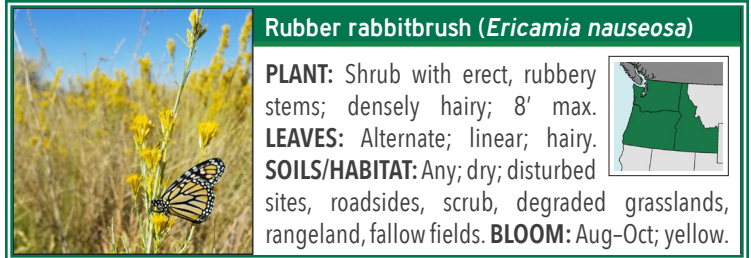 Rubber rabbitbrush (Ericamia nauseosa)
PLANT: Shrub with erect, rubbery
stems; densely hairy; 8’ max.
LEAVES: Alternate; linear; hairy.
SOILS/HABITAT: Any; dry; disturbed
sites, roadsides, scrub, degraded grasslands,
rangeland, fallow fields. BLOOM: Aug–Oct; yellow.